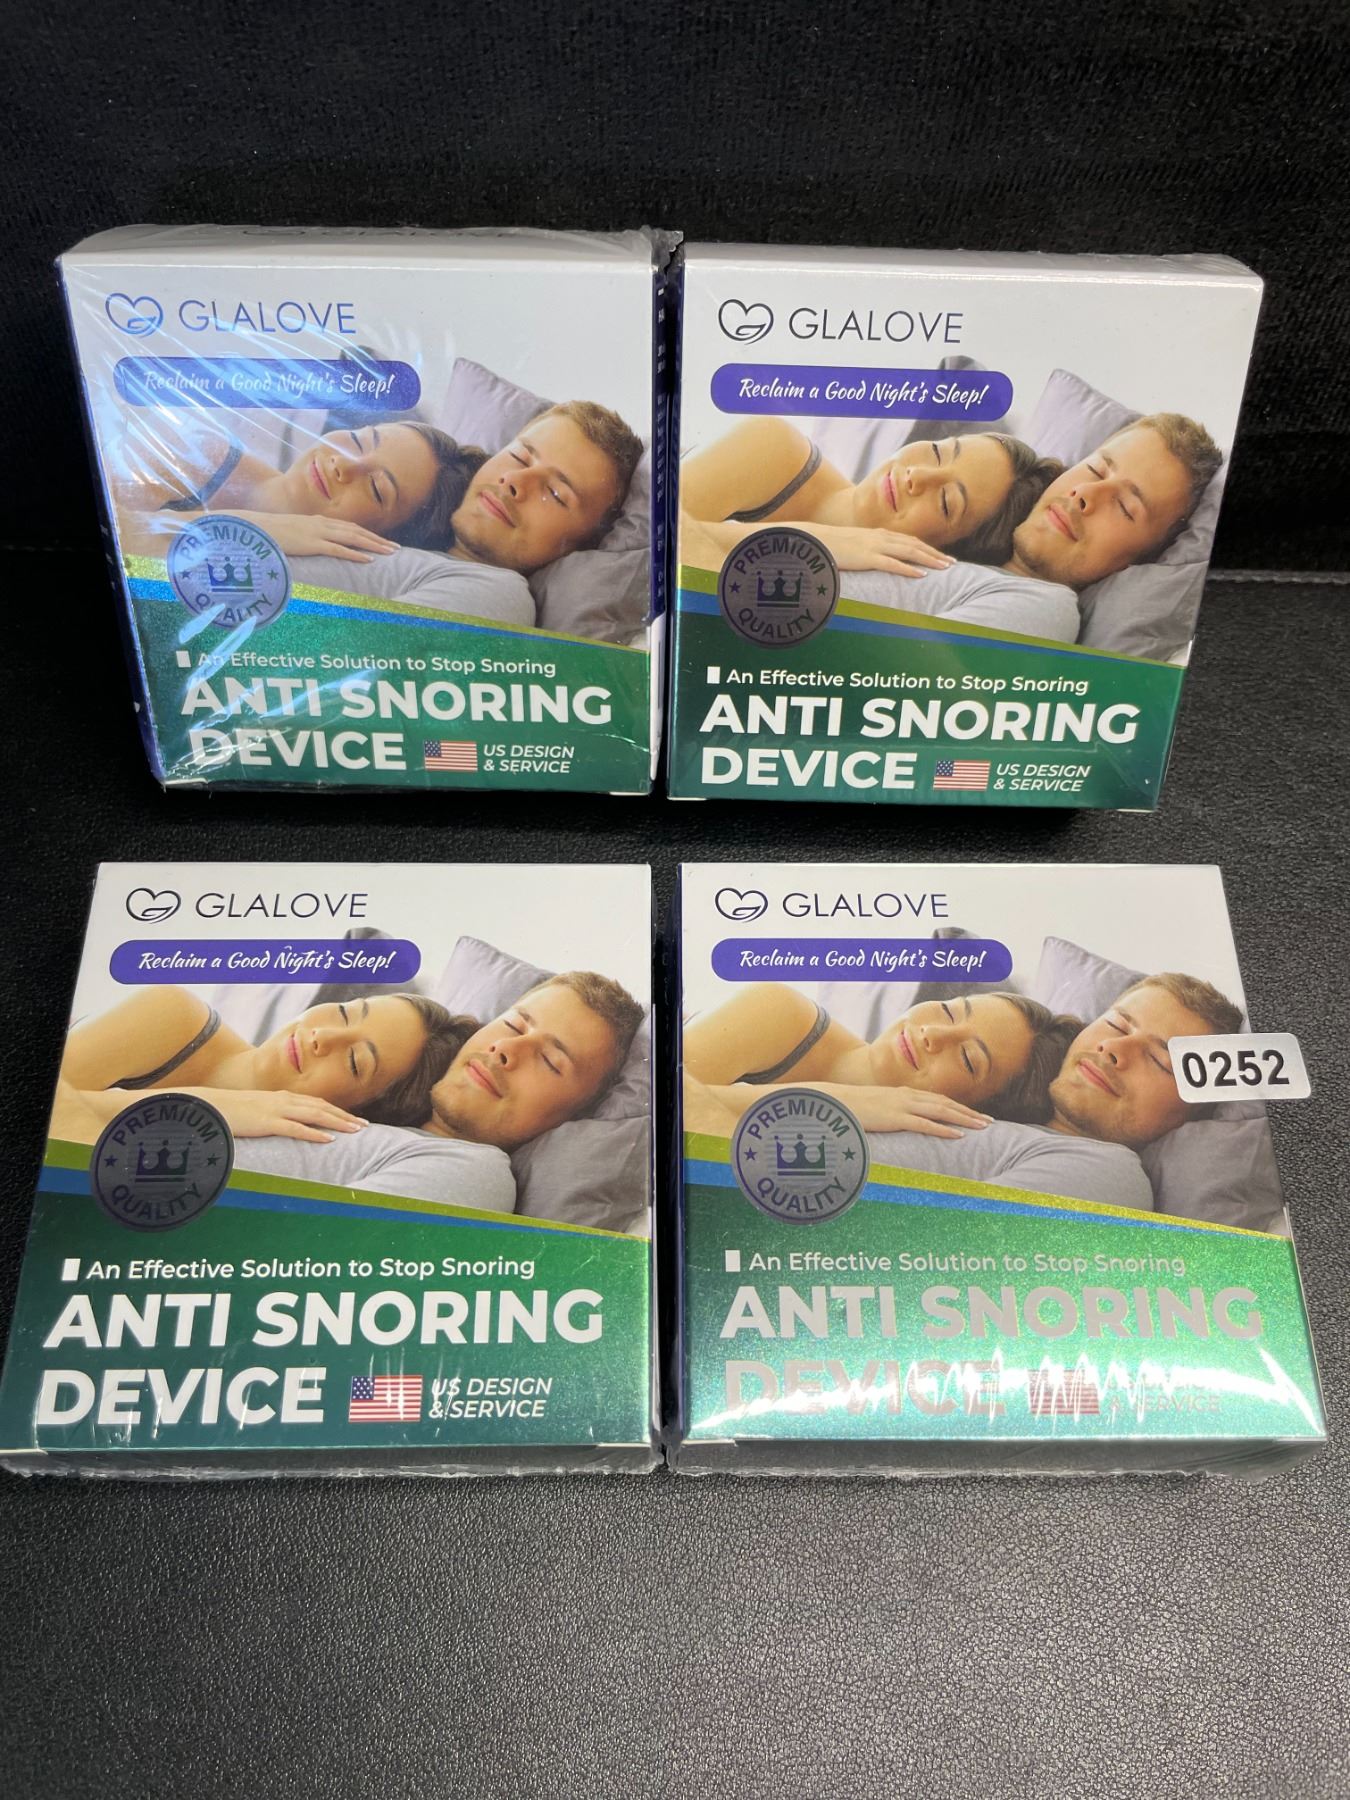 GLALOVE
Reclaim a Good Night's Sleep!
PREMIUM
QUALITY
An Effective Solution to Stop Snoring
ANTI SNORING
DEVICE
US DESIGN
& SERVICE
GLALOVE
Reclaim a Good Night's Sleep!
PREMIUM
QUALITY
An Effective Solution to Stop Snoring
ANTI SNORING
DEVICE
US DESIGN
& SERVICE
GLALOVE
Reclaim a Good Night's Sleep!
PREMIUM
QUALITY
An Effective Solution to Stop Snoring
ANTI SNORING
DEVICE
US DESIGN
& SERVICE
GLALOVE
Reclaim a Good Night's Sleep!
0252
PREMIUM
QUALITY
An Effective Solution to Stop Snoring
ANTI SNORING
DEVICE
& SERVICE